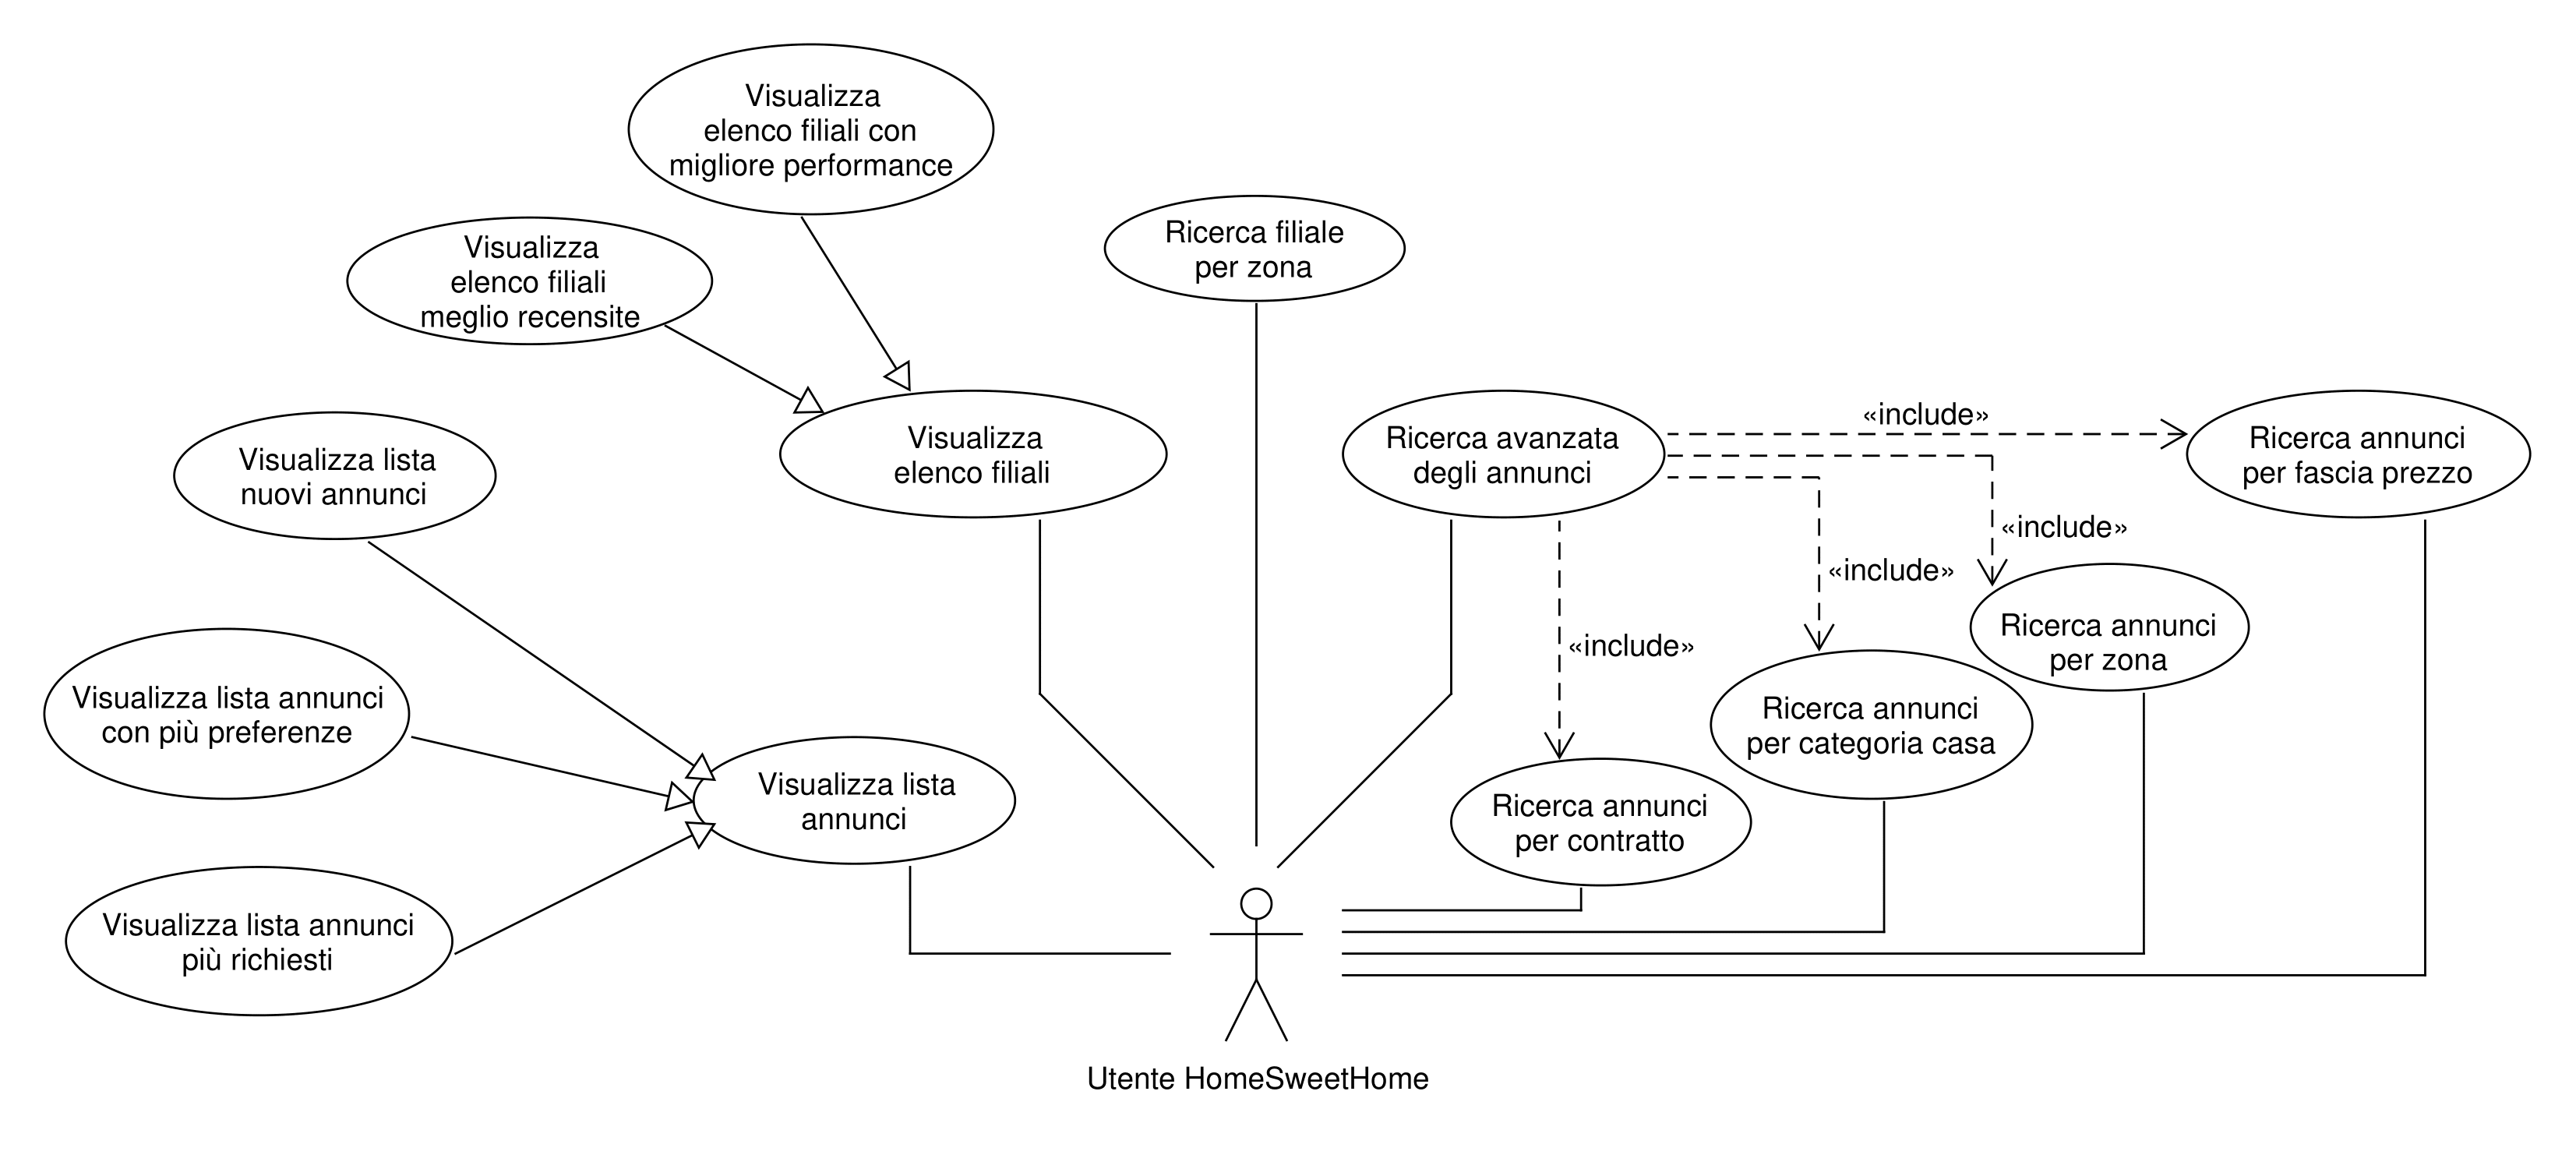 Visualizza
elenco filiali con
migliore performance
Visualizza
elenco filiali
meglio recensite
Ricerca filiale
per zona
Visualizza lista
nuovi annunci
Visualizza
elenco filiali
Ricerca avanzata
degli annunci
«include»
Ricerca annunci
per fascia prezzo
«include»
«include»
«include»
Ricerca annunci
per zona
Visualizza lista annunci
con più preferenze
Ricerca annunci
per categoria casa
Visualizza lista
annunci
Ricerca annunci
per contratto
Visualizza lista annunci
più richiesti
Utente HomeSweetHome